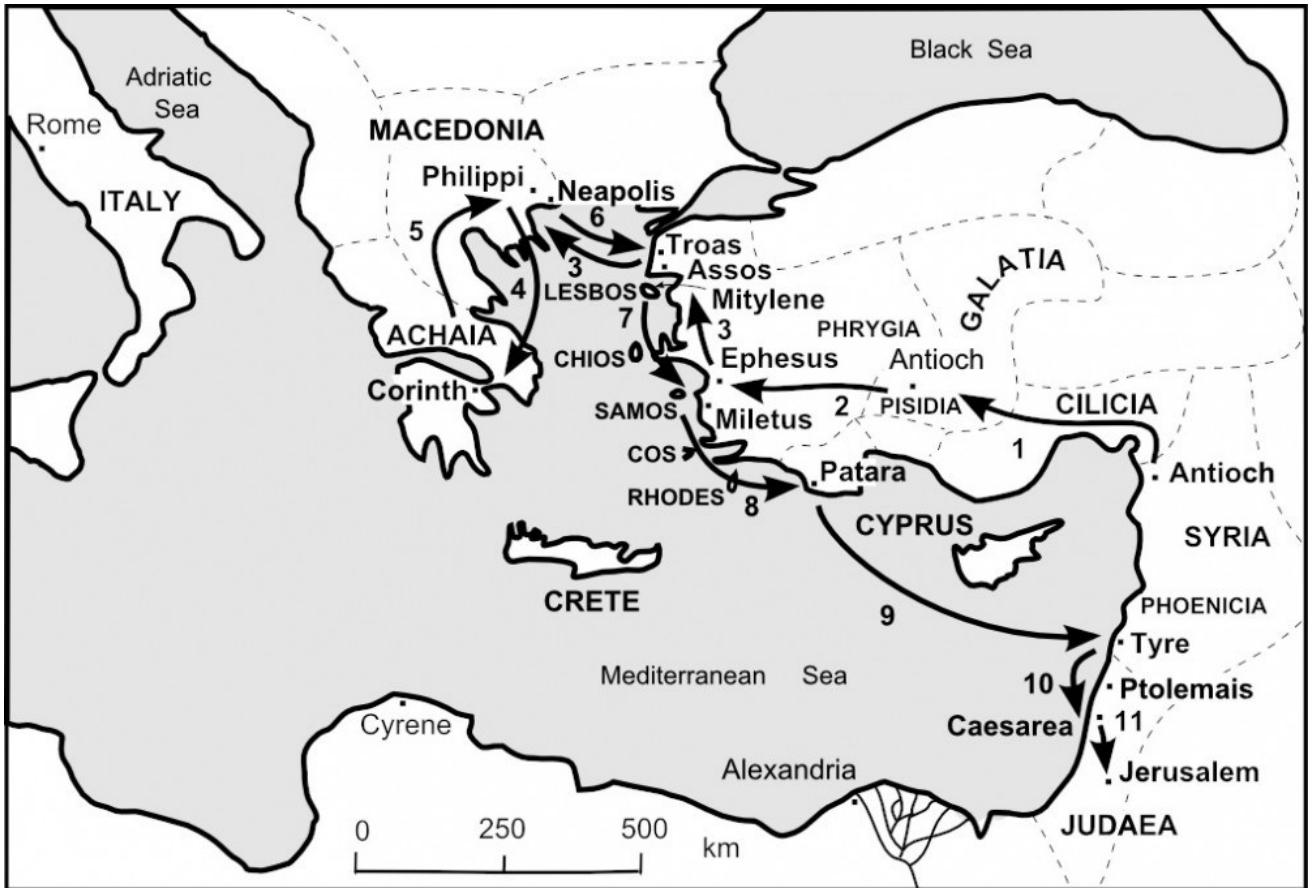 Black Sea
Adriatic
Sea
Rome
MACEDONIA
ITALY
Philippi
Neapolis
5
6
Troas
3
Assos
4
LESBOS
Mitylene
GALATIA
7
3
PHRYGIA
ACHAIA
CHIOS
Ephesus
Antioch
Corinth
2
PISIDIA
CILICIA
SAMOS
Miletus
1
COS
Patara
Antioch
RHODES
8
CYPRUS
SYRIA
CRETE
9
PHOENICIA
Tyre
Mediterranean Sea
10
Ptolemais
Cyrene
Caesarea
11
Alexandria
Jerusalem
JUDAEA
0
250
500
km